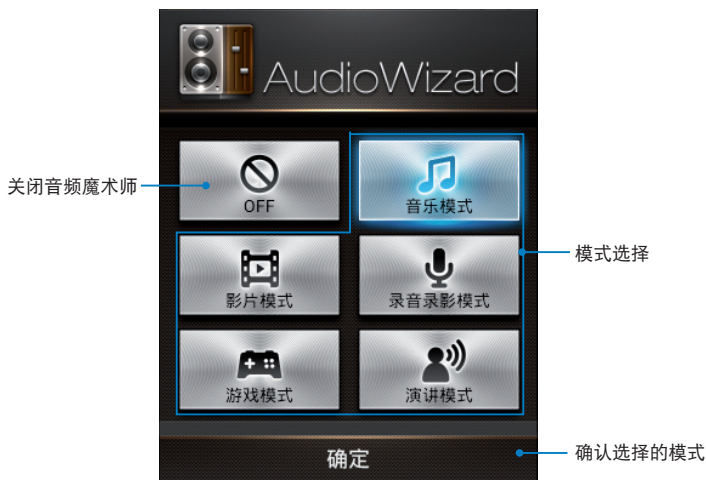 AudioWizard
关闭音频魔术师
OFF
音乐模式
模式选择
影片模式
录音录影模式
游戏模式
演讲模式
确定
确认选择的模式